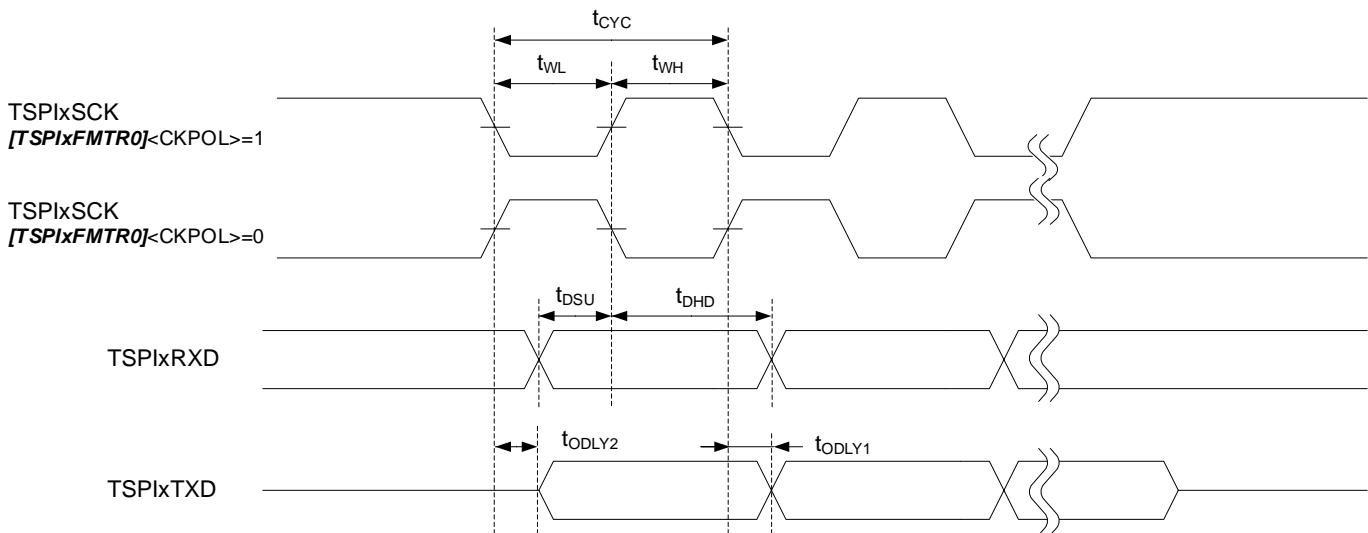 tCYC
tWL
tWH
TSPIxSCK
[TSPIxFMTR0]<CKPOL>=1
TSPIxSCK
[TSPIxFMTR0]<CKPOL>=0
tDSU
tDHD
TSPIxRXD
tODLY2
tODLY1
TSPIxTXD